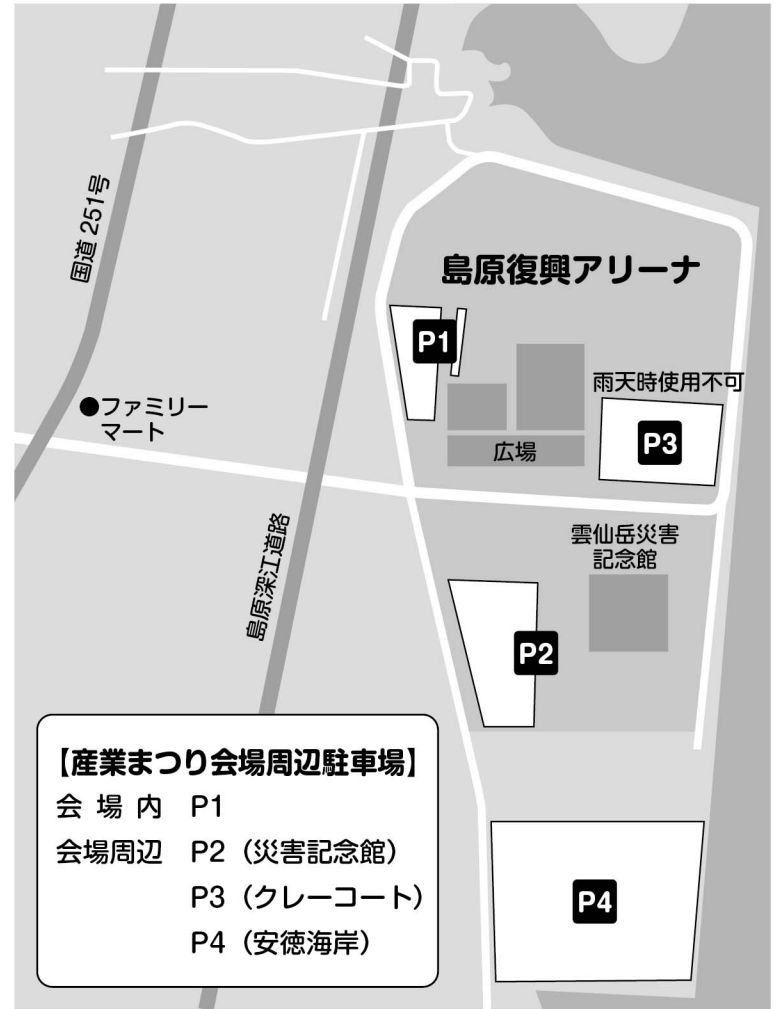 国道251号
島原復興アリーナ
P1
雨天時使用不可
●ファミリー
マート
P3
広場
島原深江道路
雲仙岳災害
記念館
P2
【産業まつり会場周辺駐車場】
会場内 P1
会場周辺 P2（災害記念館）
P3（クレーコート）
P4（安徳海岸）
P4